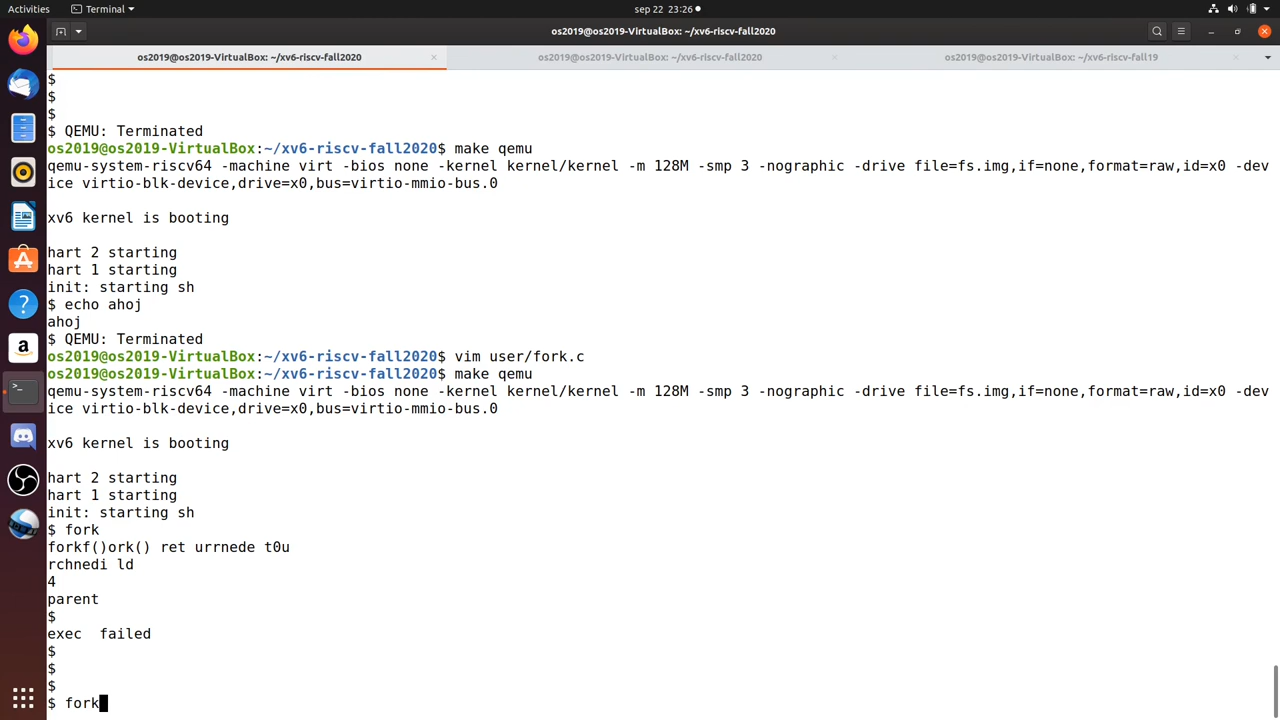 Activities Terminal sep 22 23:26
os2019@os2019-VirtualBox: ~/xv6-riscv-fall2020
os2019@os2019-VirtualBox: ~/xv6-riscv-fall2020 os2019@os2019-VirtualBox: ~/xv6-riscv-fall2020 os2019@os2019-VirtualBox: ~/xv6-riscv-fall19
$
$
$
$ QEMU: Terminated
os2019@os2019-VirtualBox:~/xv6-riscv-fall2020$ make qemu
qemu-system-riscv64 -machine virt -bios none -kernel kernel/kernel -m 128M -smp 3 -nographic -drive file=fs.img,if=none,format=raw,id=x0 -dev
ice virtio-blk-device,drive=x0,bus=virtio-mmio-bus.0
xv6 kernel is booting
hart 2 starting
hart 1 starting
init: starting sh
$ echo ahoj
ahoj
$ QEMU: Terminated
os2019@os2019-VirtualBox:~/xv6-riscv-fall2020$ vim user/fork.c
os2019@os2019-VirtualBox:~/xv6-riscv-fall2020$ make qemu
qemu-system-riscv64 -machine virt -bios none -kernel kernel/kernel -m 128M -smp 3 -nographic -drive file=fs.img,if=none,format=raw,id=x0 -dev
ice virtio-blk-device,drive=x0,bus=virtio-mmio-bus.0
xv6 kernel is booting
hart 2 starting
hart 1 starting
init: starting sh
$ fork
forkf()ork() ret urrnede t0u
rchnedi ld
4
parent
$
exec  failed
$
$
$
$ fork